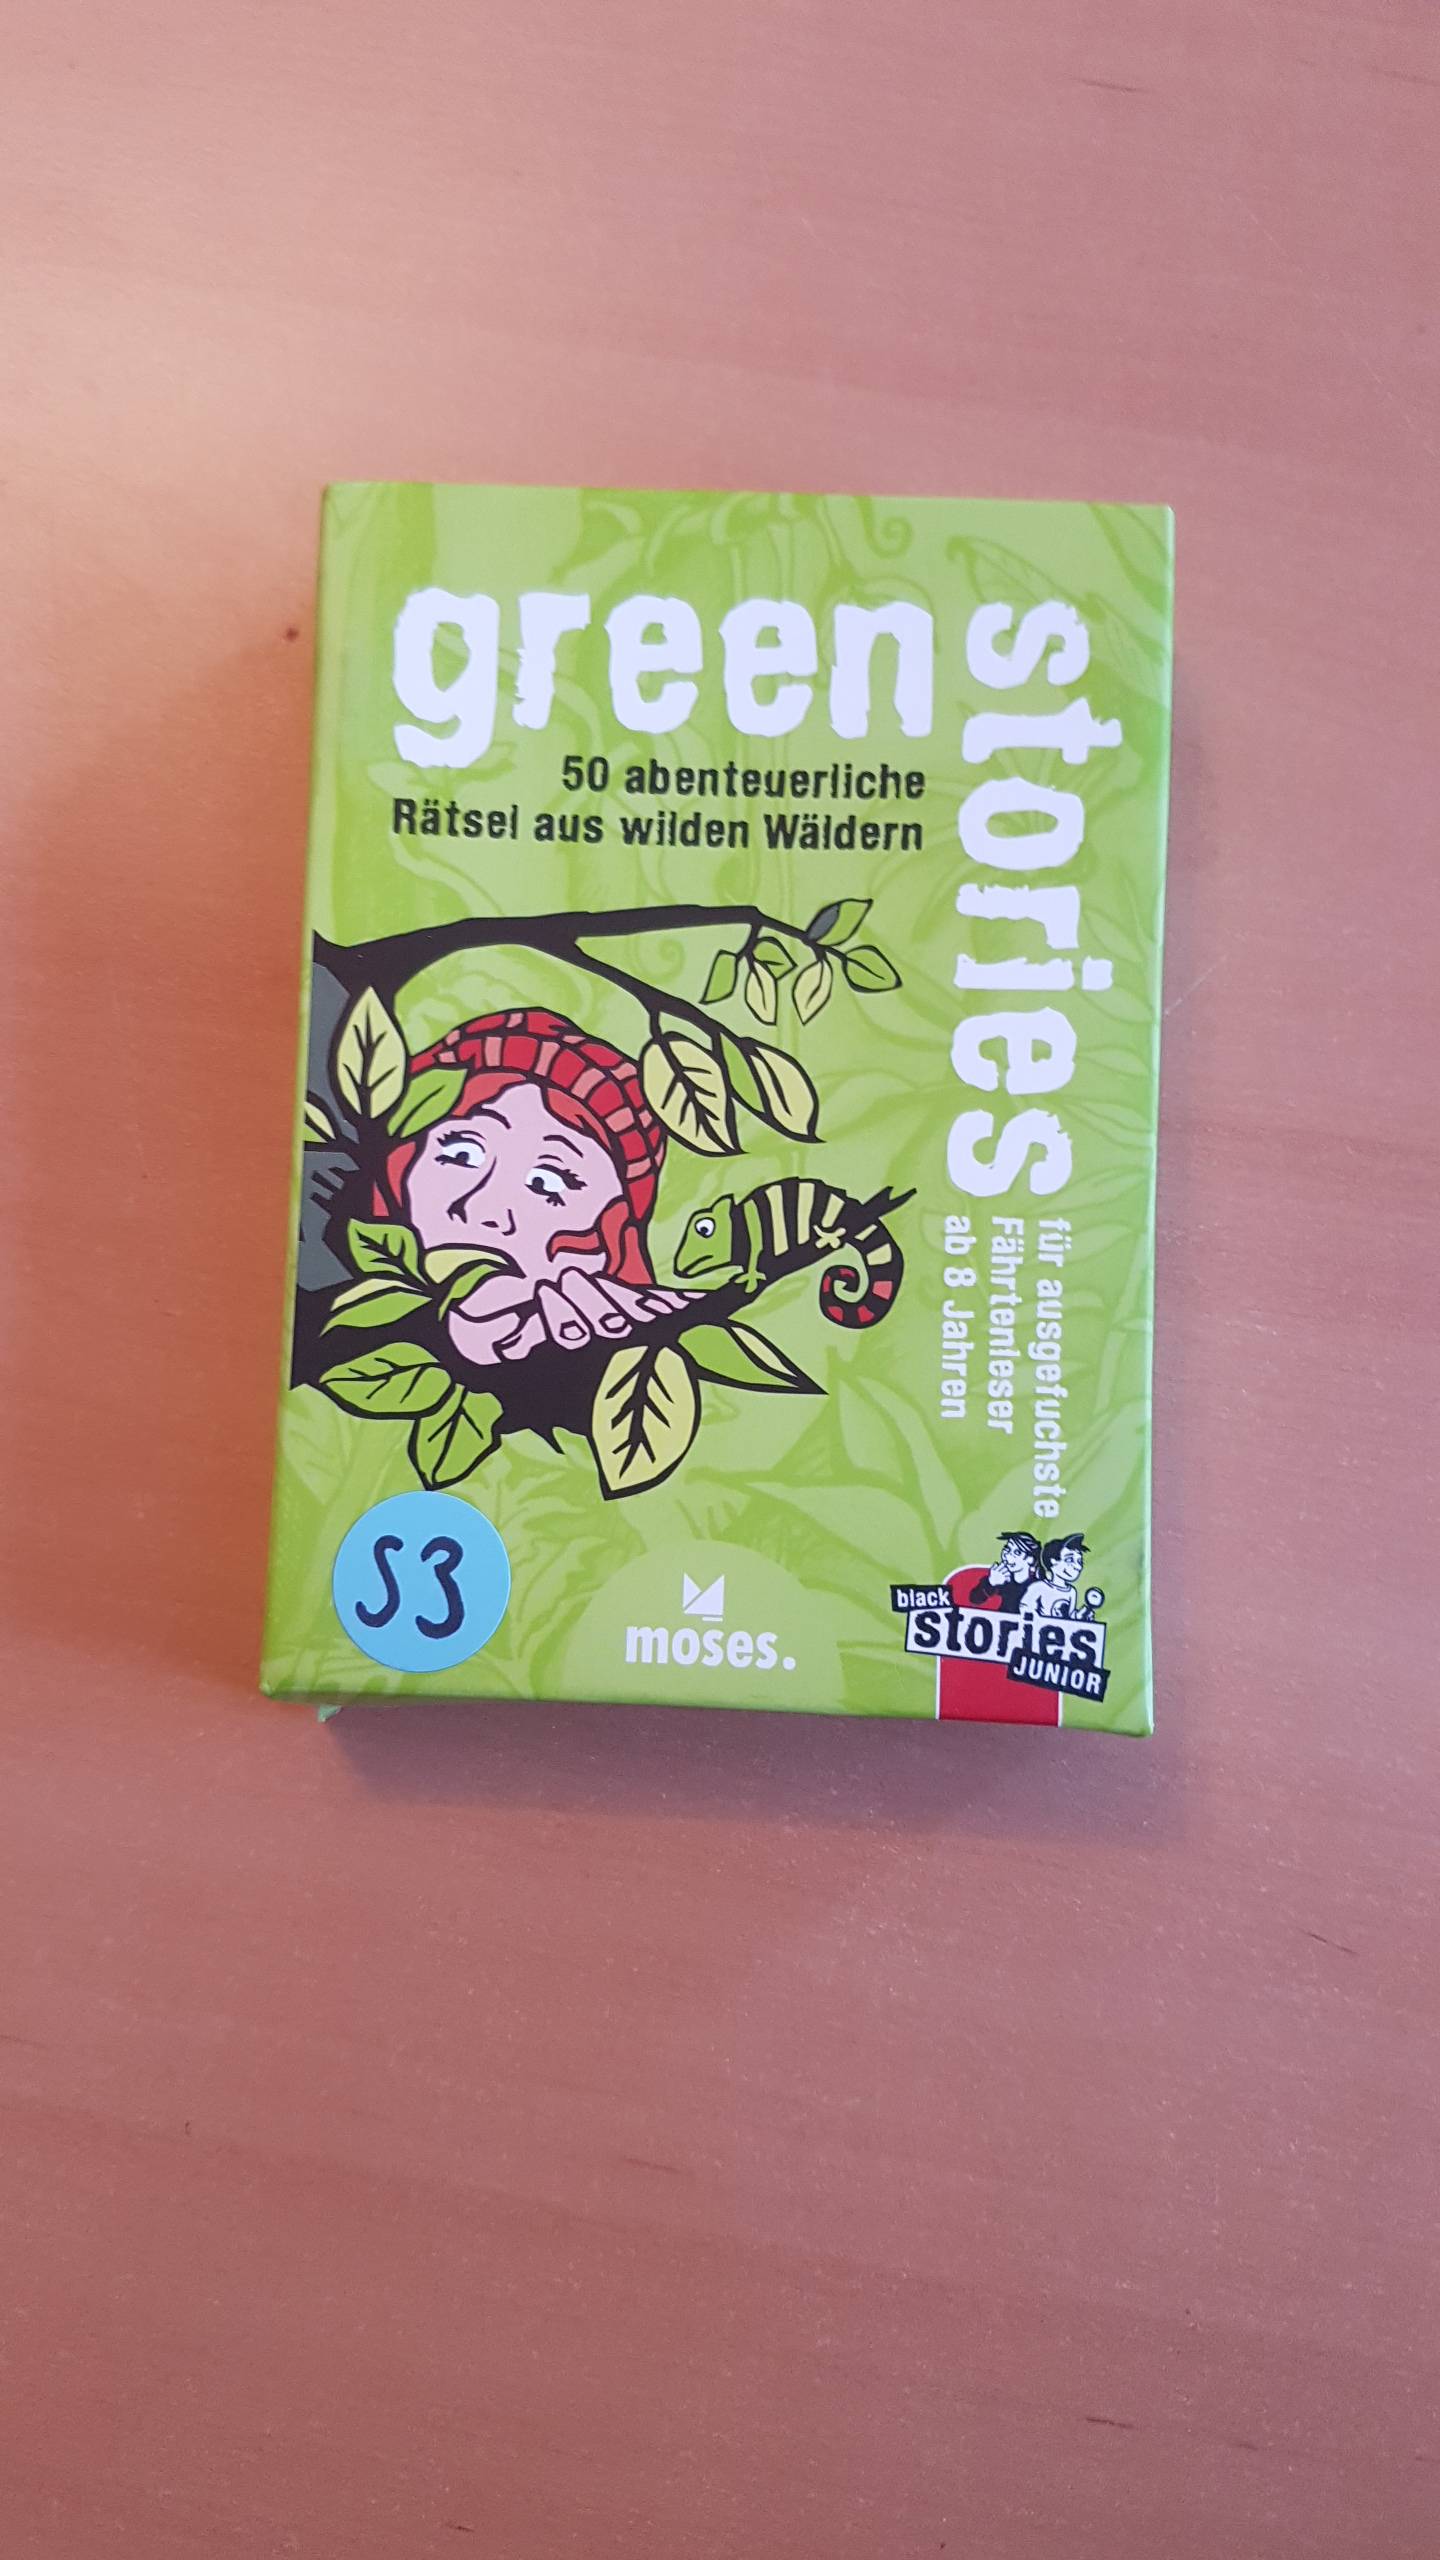 green
stories
50 abenteuerliche
Rätsel aus wilden Wäldern
für ausgefuchste
Fährtenleser
ab 8 Jahren
S3
moses.
black
stories
JUNIOR